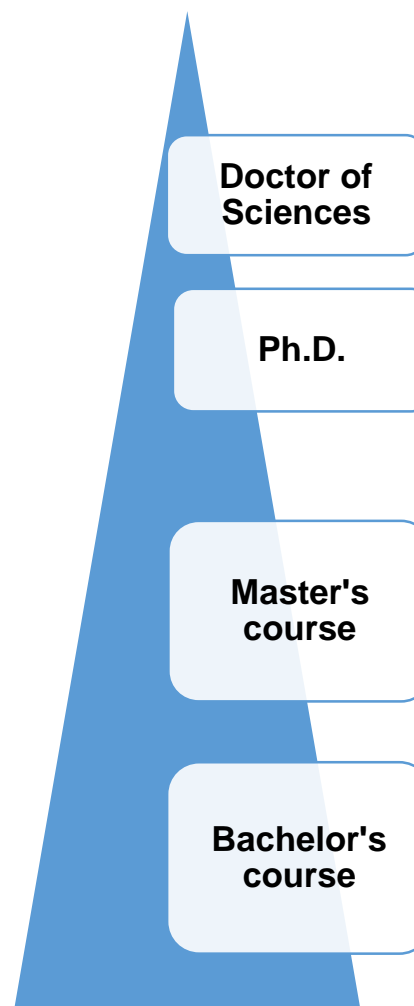 Doctor of
Sciences
Ph.D.
Master's
course
Bachelor's
course